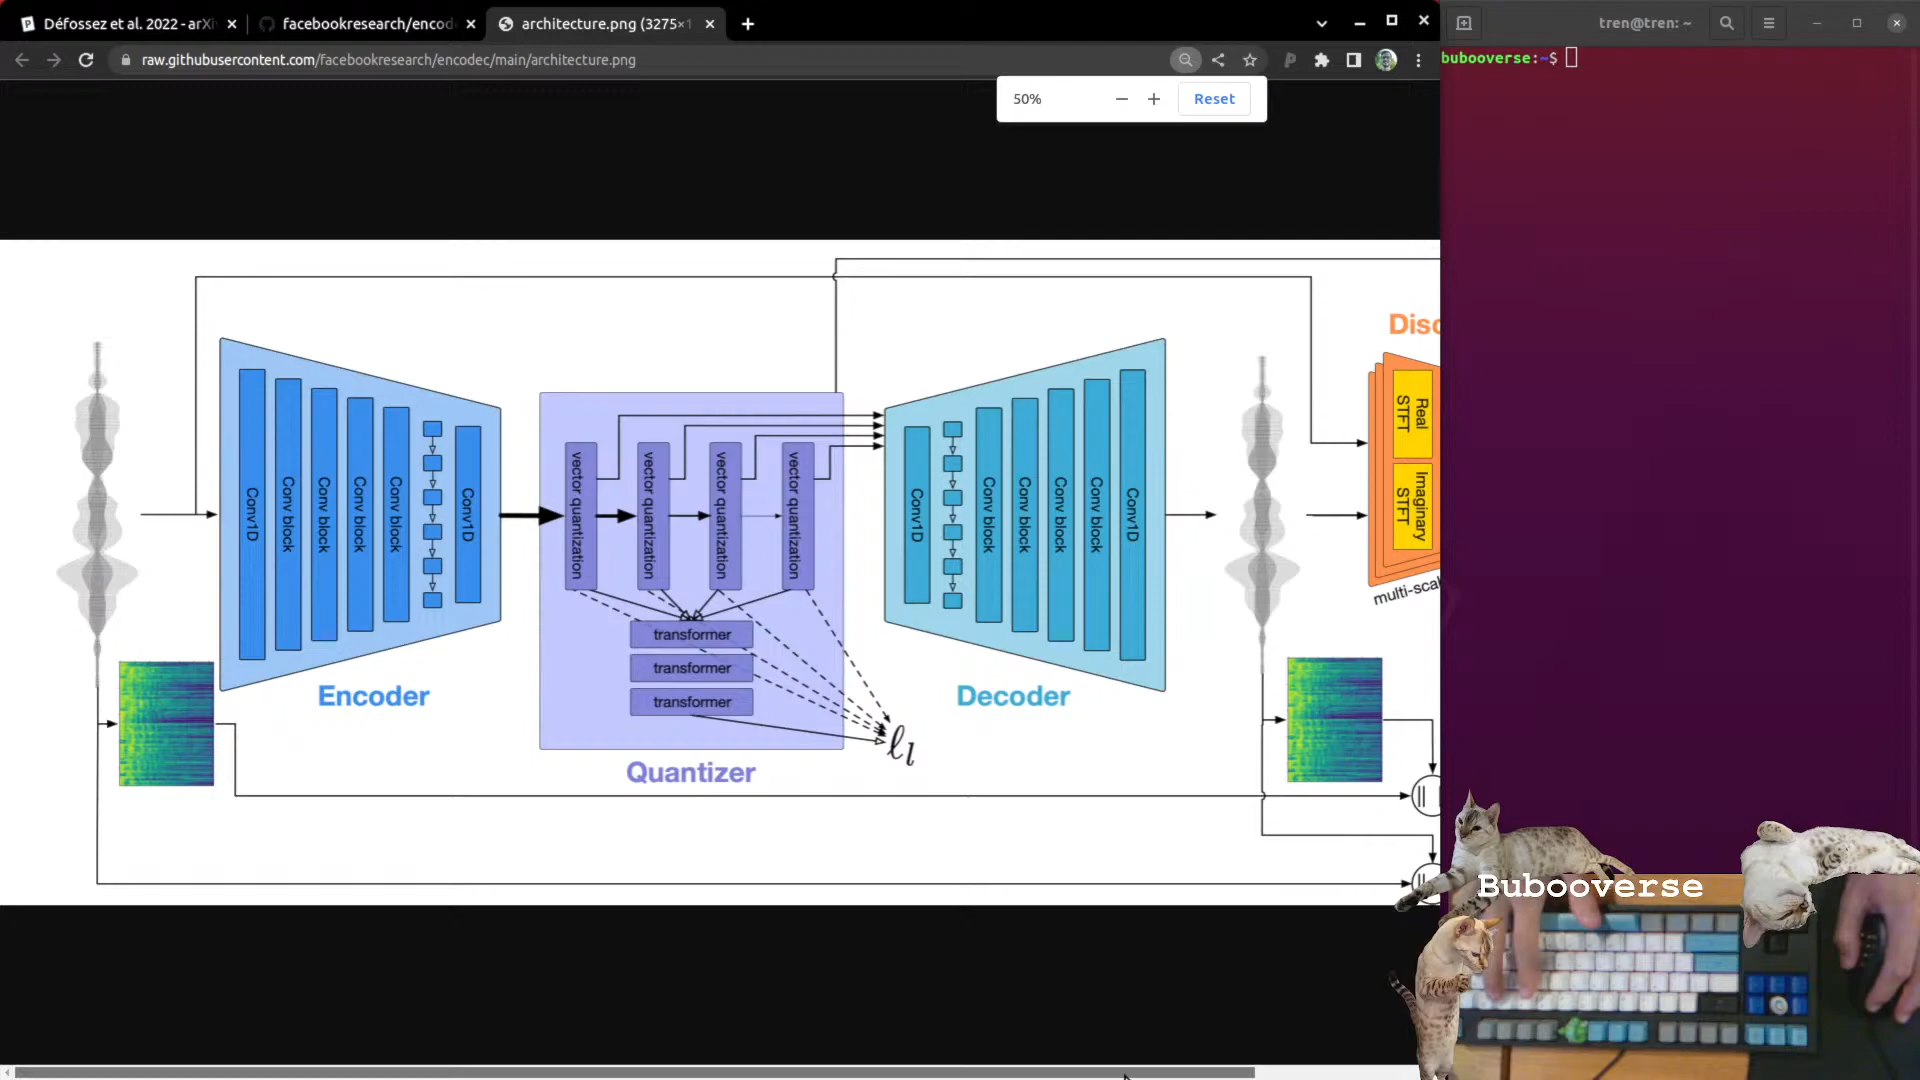 Défossez et al. 2022 - arXi
facebookresearch/encod
architecture.png (3275×1
tren@tren: ~
raw.githubusercontent.com/facebookresearch/encodec/main/architecture.png
bubooverse:~$
50%
Reset
Disc
Conv1D
Conv block
Conv block
Conv block
Conv block
Conv1D
Encoder
vector quantization
vector quantization
vector quantization
vector quantization
transformer
transformer
transformer
ℓl
Quantizer
Conv1D
Conv block
Conv block
Conv block
Conv block
Conv1D
Decoder
Real
STFT
Imaginary
STFT
multi-scal
Bubooverse